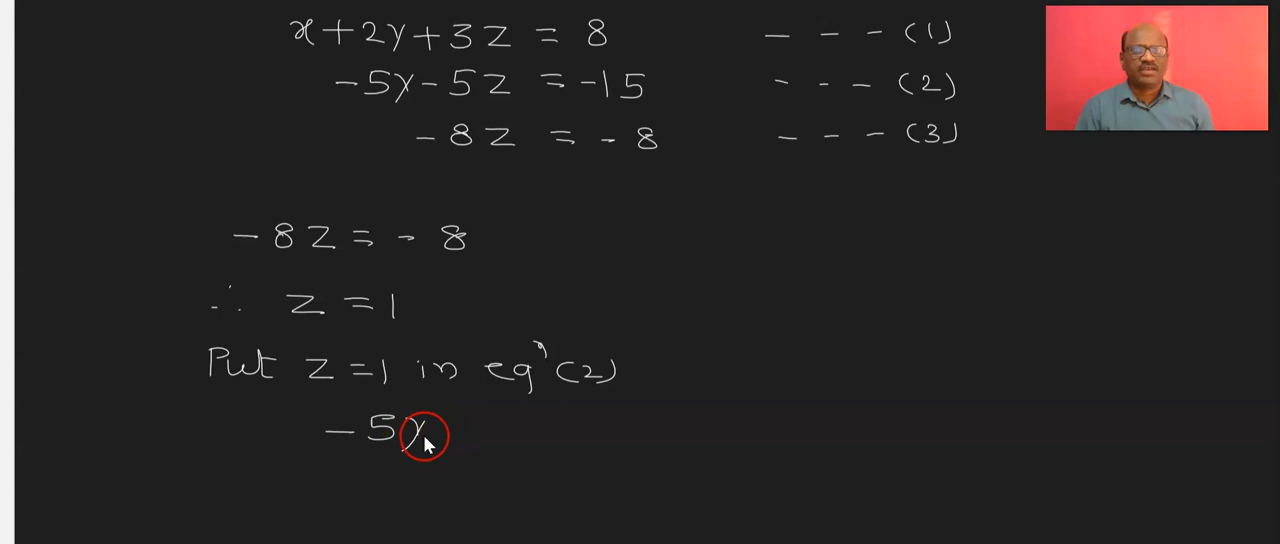 x+2y+3z = 8 - - - (1)
-5y-5z = -15 - - - (2)
-8z = -8 - - - (3)
-8z = -8
∴ z = 1
Put z=1 in eqⁿ (2)
-5y